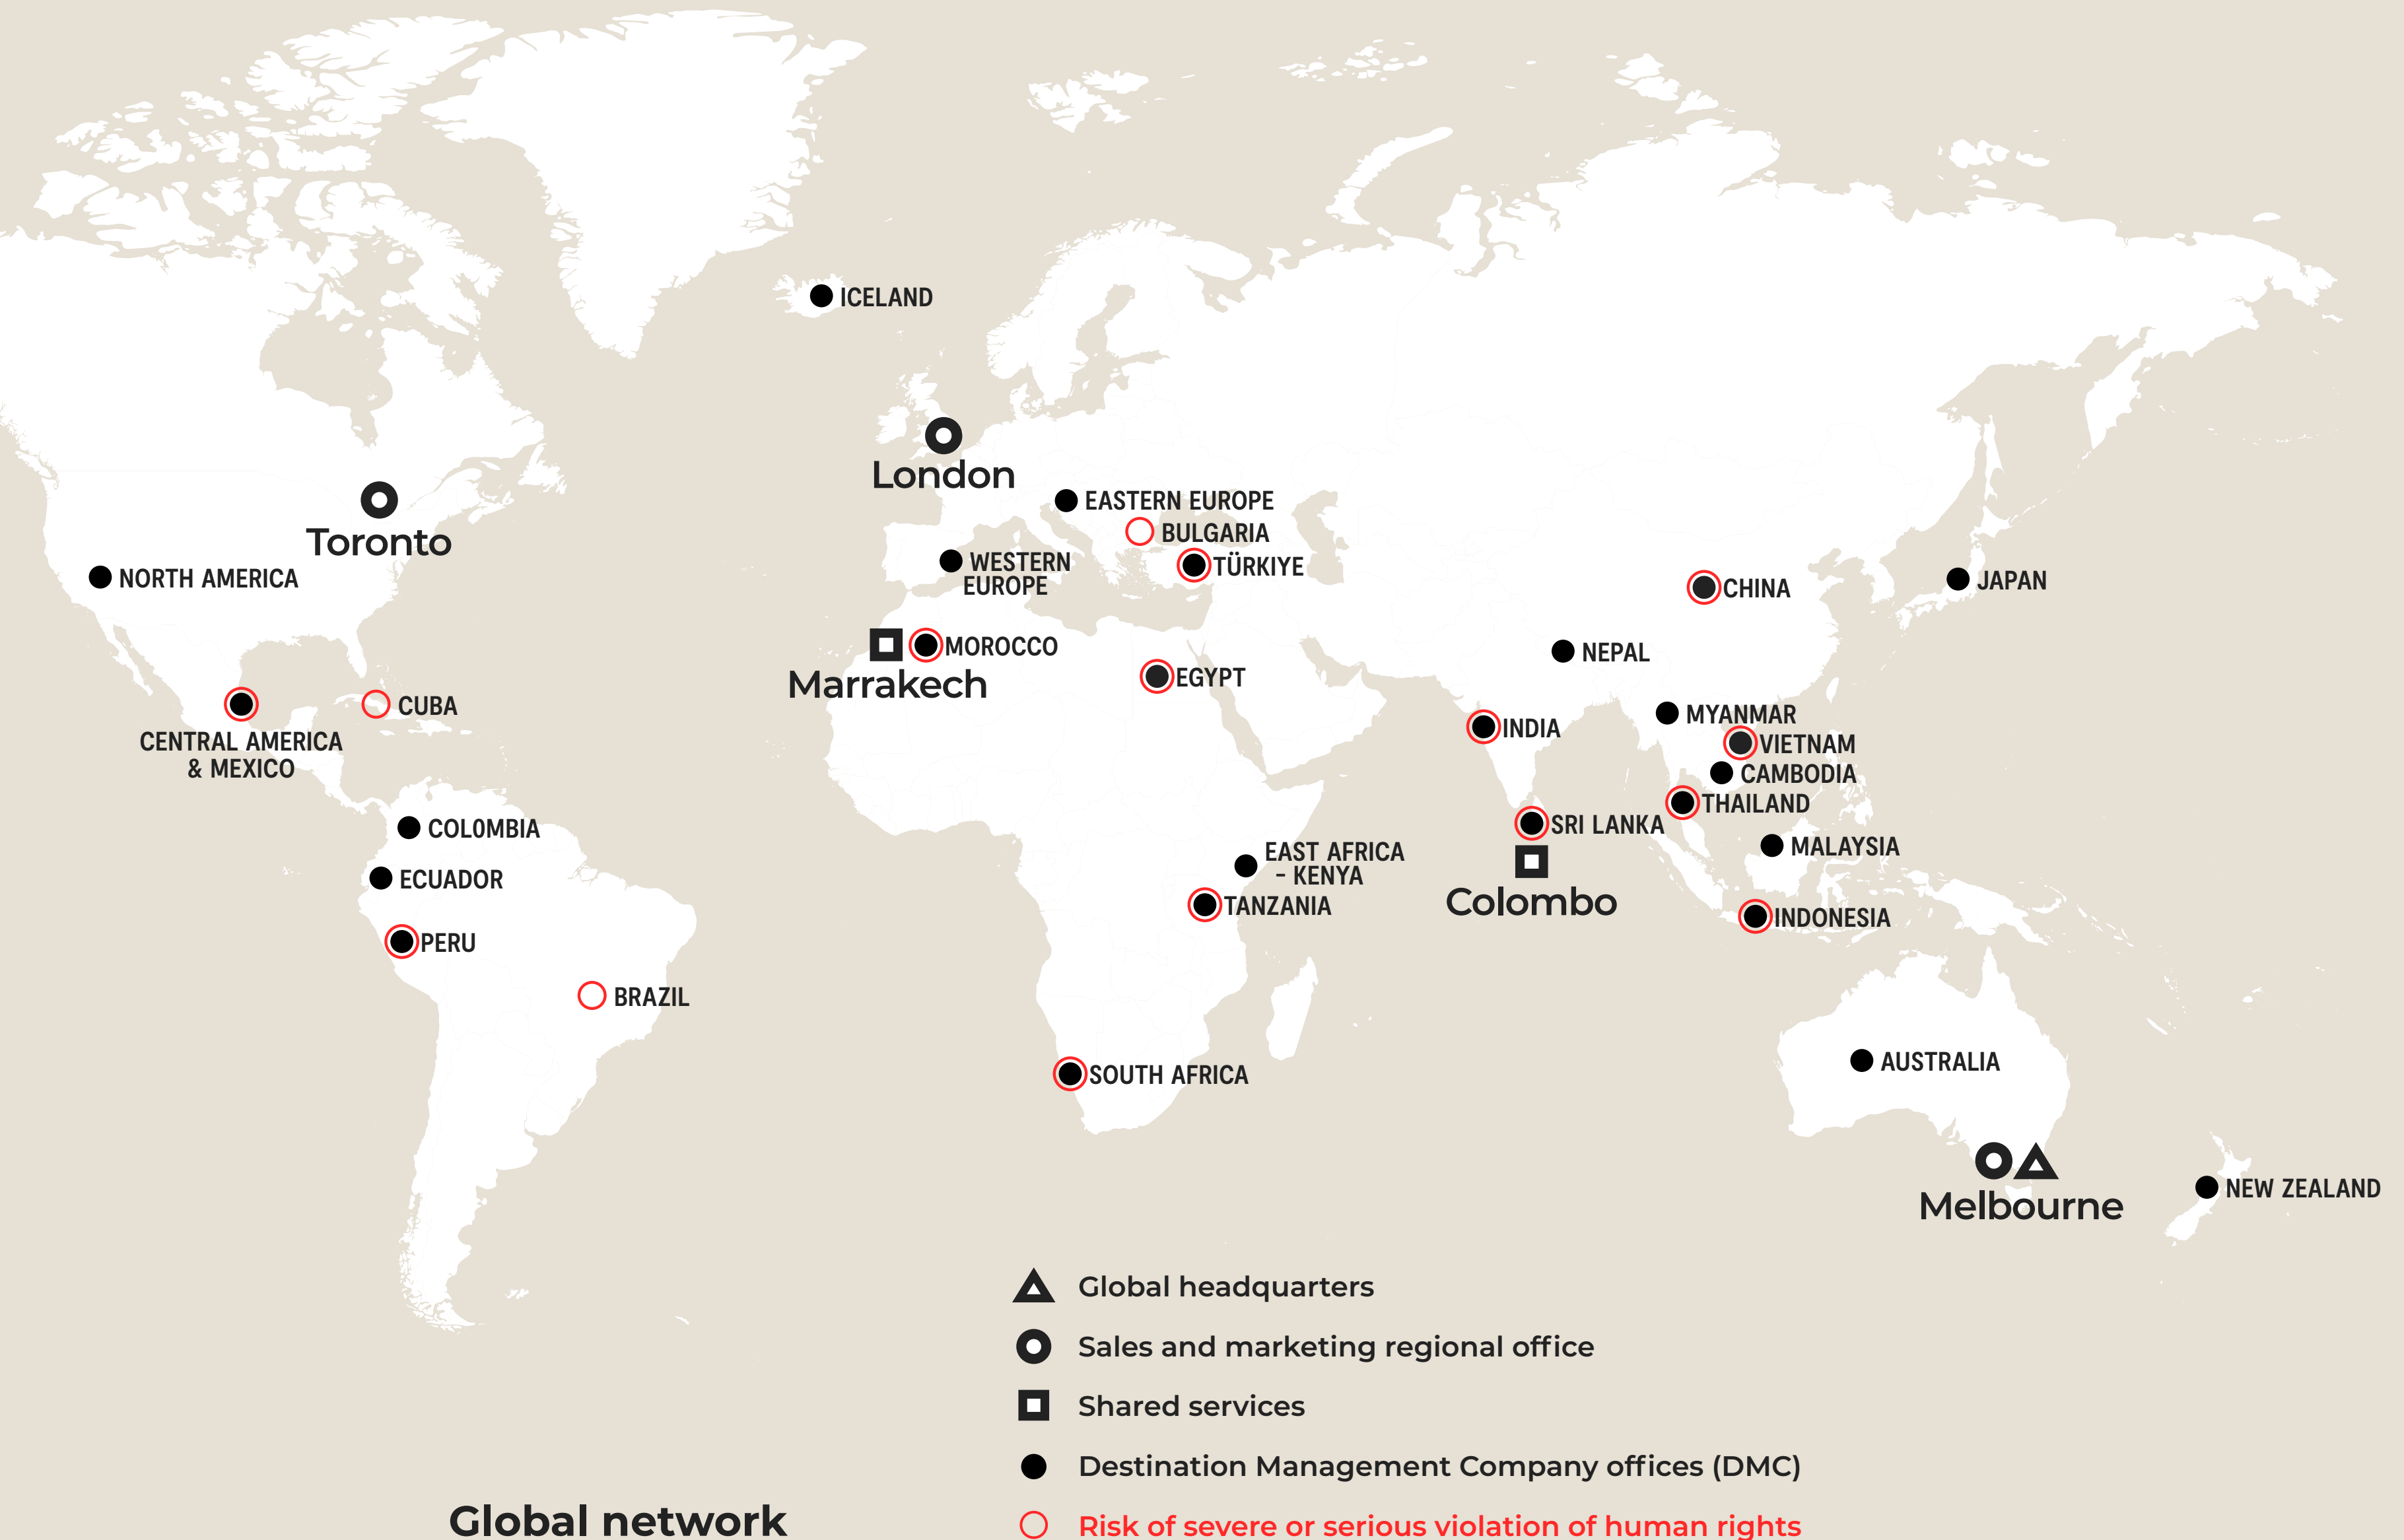 ICELAND
London
EASTERN EUROPE
BULGARIA
Toronto
WESTERN
EUROPE
TÜRKIYE
NORTH AMERICA
CHINA
JAPAN
MOROCCO
NEPAL
Marrakech
EGYPT
CUBA
MYANMAR
INDIA
CENTRAL AMERICA
& MEXICO
VIETNAM
CAMBODIA
THAILAND
COL0MBIA
SRI LANKA
MALAYSIA
EAST AFRICA
– KENYA
ECUADOR
Colombo
TANZANIA
INDONESIA
PERU
BRAZIL
AUSTRALIA
SOUTH AFRICA
NEW ZEALAND
Melbourne
Global headquarters
Sales and marketing regional office
Shared services
Destination Management Company offices (DMC)
Global network
Risk of severe or serious violation of human rights